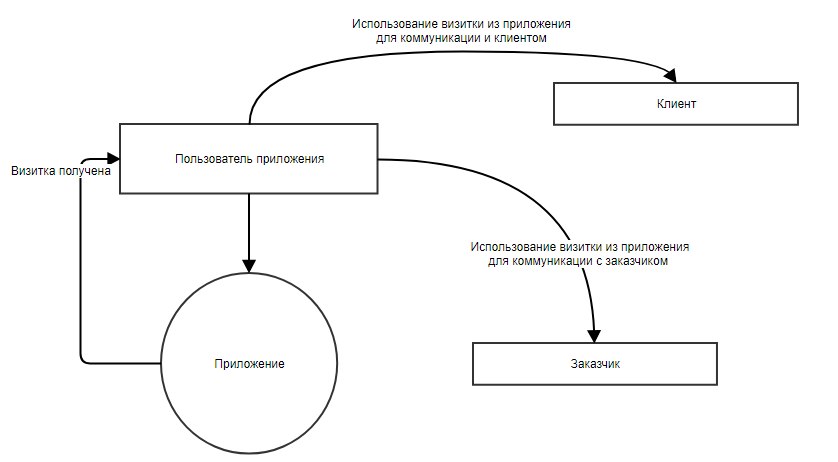 Использование визитки из приложения
для коммуникации и клиентом
Клиент
Пользователь приложения
Визитка получена
Использование визитки из приложения
для коммуникации с заказчиком
Приложение
Заказчик